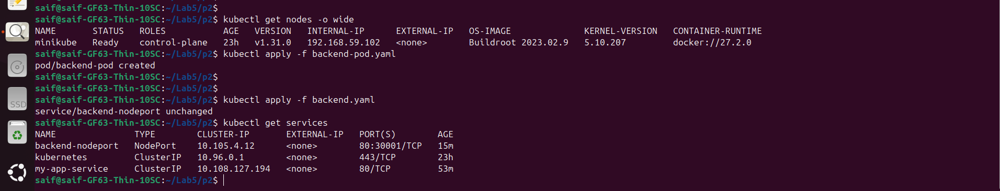 saif@saif-GF63-Thin-10SC:~/Lab5/p2$
saif@saif-GF63-Thin-10SC:~/Lab5/p2$ kubectl get nodes -o wide
NAME STATUS ROLES AGE VERSION INTERNAL-IP EXTERNAL-IP OS-IMAGE KERNEL-VERSION CONTAINER-RUNTIME
minikube Ready control-plane 23h v1.31.0 192.168.59.102 <none> Buildroot 2023.02.9 5.10.207 docker://27.2.0
saif@saif-GF63-Thin-10SC:~/Lab5/p2$ kubectl apply -f backend-pod.yaml
pod/backend-pod created
saif@saif-GF63-Thin-10SC:~/Lab5/p2$
saif@saif-GF63-Thin-10SC:~/Lab5/p2$
saif@saif-GF63-Thin-10SC:~/Lab5/p2$ kubectl apply -f backend.yaml
service/backend-nodeport unchanged
saif@saif-GF63-Thin-10SC:~/Lab5/p2$ kubectl get services
NAME TYPE CLUSTER-IP EXTERNAL-IP PORT(S) AGE
backend-nodeport NodePort 10.105.4.12 <none> 80:30001/TCP 15m
kubernetes ClusterIP 10.96.0.1 <none> 443/TCP 23h
my-app-service ClusterIP 10.108.127.194 <none> 80/TCP 53m
saif@saif-GF63-Thin-10SC:~/Lab5/p2$
SSD